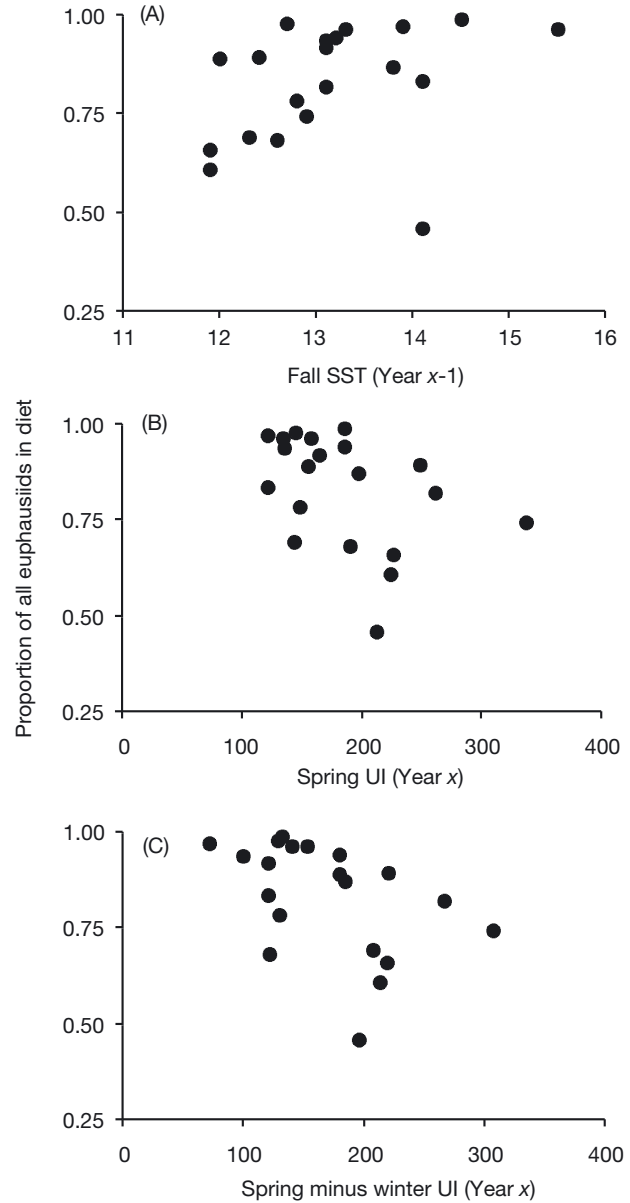 Proportion of all euphausiids in diet
(A)
1.00
0.75
0.50
0.25
11 12 13 14 15 16
Fall SST (Year x-1)
(B)
1.00
0.75
0.50
0.25
0 100 200 300 400
Spring UI (Year x)
(C)
1.00
0.75
0.50
0.25
0 100 200 300 400
Spring minus winter UI (Year x)